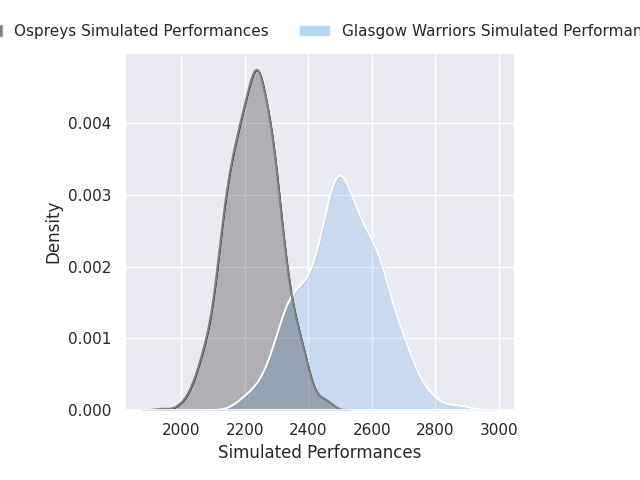 Ospreys Simulated Performances
Glasgow Warriors Simulated
Density
0.004
0.003
0.002
0.001
0.000
2000 2200 2400 2600 2800 3000
Simulated Performances